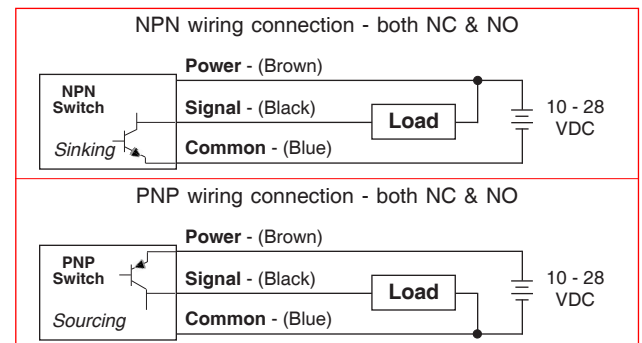 NPN wiring connection - both NC & NO
Power - (Brown)
NPN
Switch
Signal - (Black)
Load
10 - 28
VDC
Sinking
Common - (Blue)
PNP wiring connection - both NC & NO
Power - (Brown)
PNP
Switch
Signal - (Black)
Load
10 - 28
VDC
Sourcing
Common - (Blue)